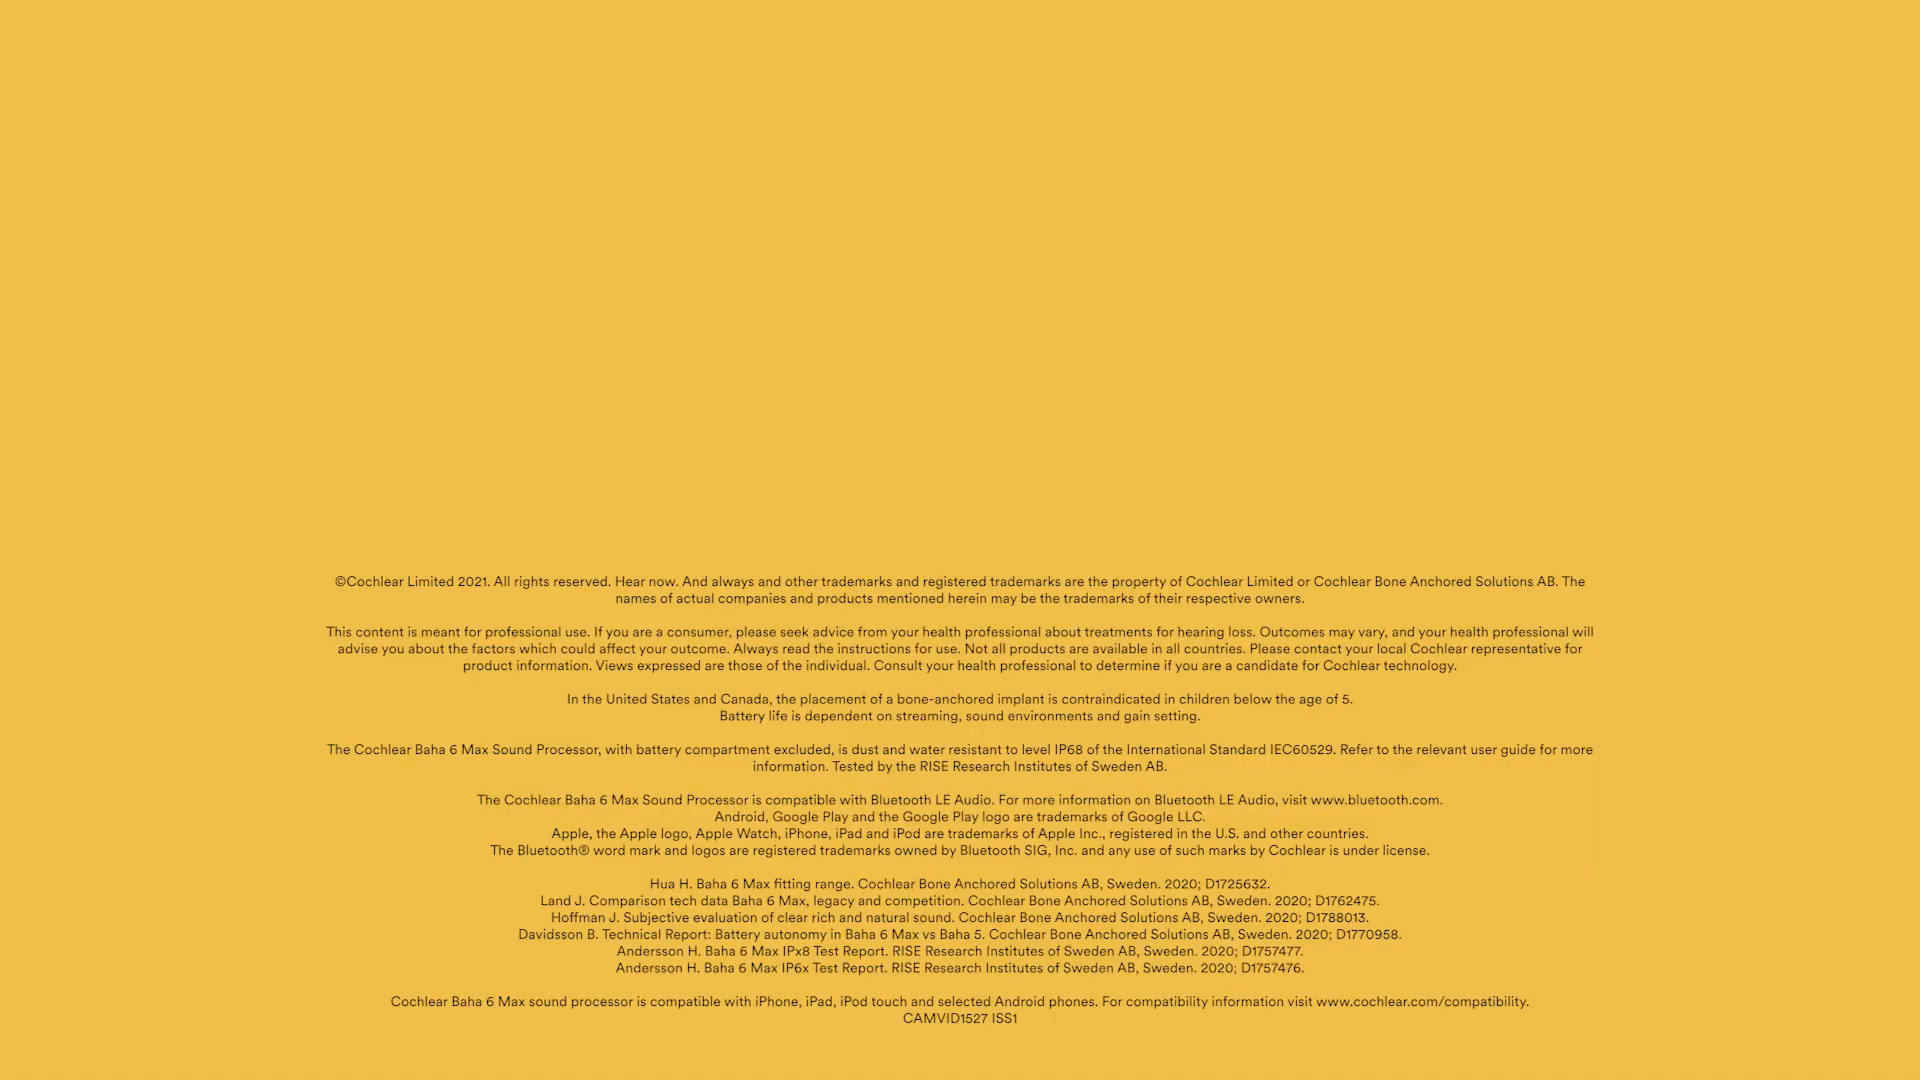 ©Cochlear Limited 2021. All rights reserved. Hear now. And always and other trademarks and registered trademarks are the property of Cochlear Limited or Cochlear Bone Anchored Solutions AB. The
names of actual companies and products mentioned herein may be the trademarks of their respective owners.
This content is meant for professional use. If you are a consumer, please seek advice from your health professional about treatments for hearing loss. Outcomes may vary, and your health professional will
advise you about the factors which could affect your outcome. Always read the instructions for use. Not all products are available in all countries. Please contact your local Cochlear representative for
product information. Views expressed are those of the individual. Consult your health professional to determine if you are a candidate for Cochlear technology.
In the United States and Canada, the placement of a bone-anchored implant is contraindicated in children below the age of 5.
Battery life is dependent on streaming, sound environments and gain setting.
The Cochlear Baha 6 Max Sound Processor, with battery compartment excluded, is dust and water resistant to level IP68 of the International Standard IEC60529. Refer to the relevant user guide for more
information. Tested by the RISE Research Institutes of Sweden AB.
The Cochlear Baha 6 Max Sound Processor is compatible with Bluetooth LE Audio. For more information on Bluetooth LE Audio, visit www.bluetooth.com.
Android, Google Play and the Google Play logo are trademarks of Google LLC.
Apple, the Apple logo, Apple Watch, iPhone, iPad and iPod are trademarks of Apple Inc., registered in the U.S. and other countries.
The Bluetooth® word mark and logos are registered trademarks owned by Bluetooth SIG, Inc. and any use of such marks by Cochlear is under license.
Hua H. Baha 6 Max fitting range. Cochlear Bone Anchored Solutions AB, Sweden. 2020; D1725632.
Land J. Comparison tech data Baha 6 Max, legacy and competition. Cochlear Bone Anchored Solutions AB, Sweden. 2020; D1762475.
Hoffman J. Subjective evaluation of clear rich and natural sound. Cochlear Bone Anchored Solutions AB, Sweden. 2020; D1788013.
Davidsson B. Technical Report: Battery autonomy in Baha 6 Max vs Baha 5. Cochlear Bone Anchored Solutions AB, Sweden. 2020; D1770958.
Andersson H. Baha 6 Max IPx8 Test Report. RISE Research Institutes of Sweden AB, Sweden. 2020; D1757477.
Andersson H. Baha 6 Max IP6x Test Report. RISE Research Institutes of Sweden AB, Sweden. 2020; D1757476.
Cochlear Baha 6 Max sound processor is compatible with iPhone, iPad, iPod touch and selected Android phones. For compatibility information visit www.cochlear.com/compatibility.
CAMVID1527 ISS1